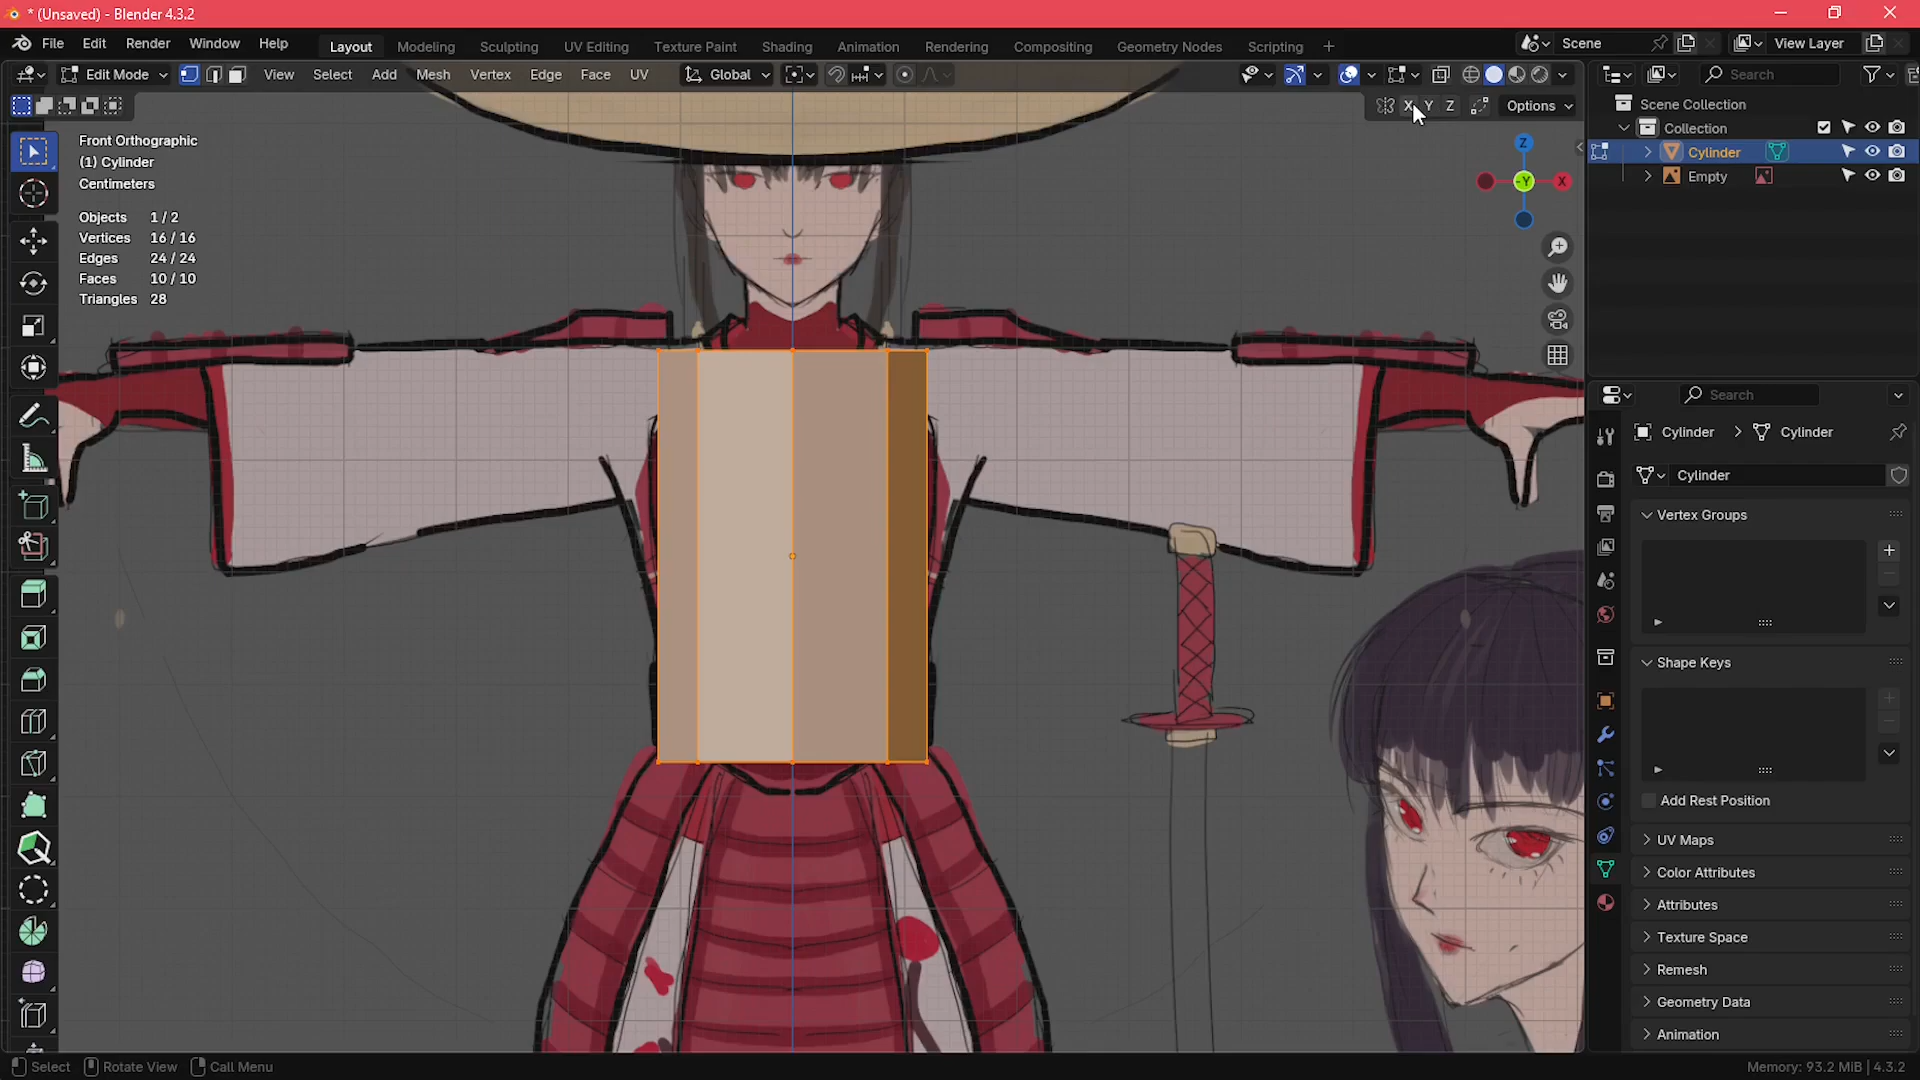 * (Unsaved) - Blender 4.3.2
File Edit Render Window Help Layout Modeling Sculpting UV Editing Texture Paint Shading Animation Rendering Compositing Geometry Nodes Scripting + Scene View Layer
Edit Mode View Select Add Mesh Vertex Edge Face UV Global Search
X Y Z Options
Scene Collection
Collection
Cylinder
Empty
Front Orthographic
(1) Cylinder
Centimeters
Objects 1 / 2
Vertices 16 / 16
Edges 24 / 24
Faces 10 / 10
Triangles 28
Z
-Y X
Search
Cylinder > Cylinder
Cylinder
Vertex Groups
Shape Keys
Add Rest Position
UV Maps
Color Attributes
Attributes
Texture Space
Remesh
Geometry Data
Animation
Select Rotate View Call Menu Memory: 93.2 MiB | 4.3.2